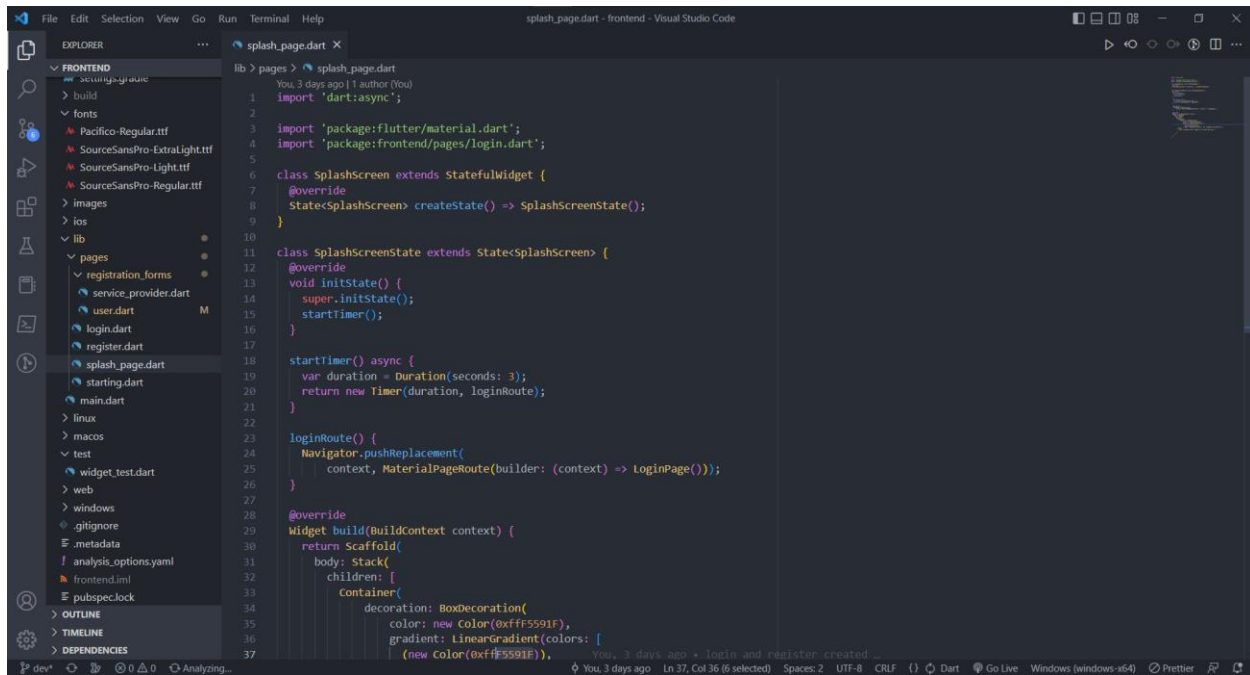 File Edit Selection View Go Run Terminal Help
splash_page.dart - frontend - Visual Studio Code
EXPLORER
FRONTEND
settings.gradle
build
fonts
Pacifico-Regular.ttf
SourceSansPro-ExtraLight.ttf
SourceSansPro-Light.ttf
SourceSansPro-Regular.ttf
images
ios
lib
pages
registration_forms
service_provider.dart
user.dart M
login.dart
register.dart
splash_page.dart
starting.dart
main.dart
linux
macos
test
widget_test.dart
web
windows
.gitignore
.metadata
analysis_options.yaml
frontend.iml
pubspec.lock
OUTLINE
TIMELINE
DEPENDENCIES
splash_page.dart
lib > pages > splash_page.dart
You, 3 days ago | 1 author (You)
1 import 'dart:async';
2
3 import 'package:flutter/material.dart';
4 import 'package:frontend/pages/login.dart';
5
6 class SplashScreen extends StatefulWidget {
7 @override
8 State<SplashScreen> createState() => SplashScreenState();
9 }
10
11 class SplashScreenState extends State<SplashScreen> {
12 @override
13 void initState() {
14 super.initState();
15 startTimer();
16 }
17
18 startTimer() async {
19 var duration = Duration(seconds: 3);
20 return new Timer(duration, loginRoute);
21 }
22
23 loginRoute() {
24 Navigator.pushReplacement(
25 context, MaterialPageRoute(builder: (context) => LoginPage()));
26 }
27
28 @override
29 Widget build(BuildContext context) {
30 return Scaffold(
31 body: Stack(
32 children: [
33 Container(
34 decoration: BoxDecoration(
35 color: new Color(0xffF5591F),
36 gradient: LinearGradient(colors: [
37 (new Color(0xffF5591F)), You, 3 days ago • login and register created …
dev* 0 0 0 Analyzing... You, 3 days ago Ln 37, Col 36 (6 selected) Spaces: 2 UTF-8 CRLF {} Dart Go Live Windows (windows-x64) Prettier